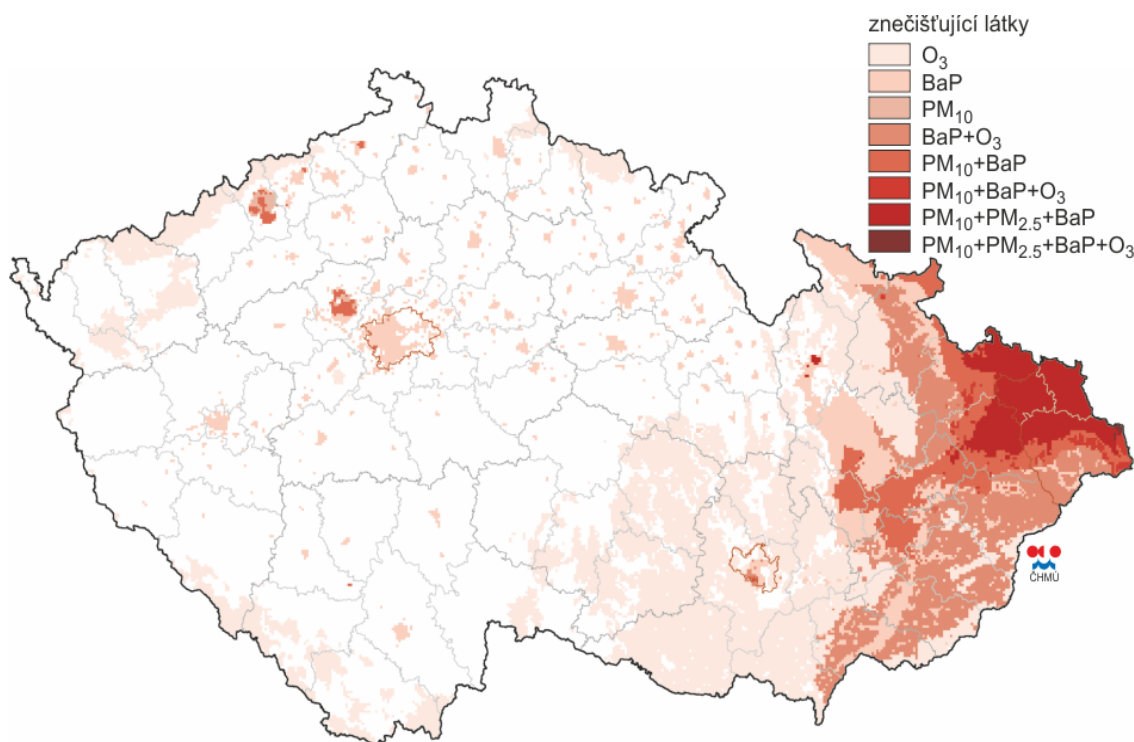 znečišťující látky
O₃
BaP
PM₁₀
BaP+O₃
PM₁₀+BaP
PM₁₀+BaP+O₃
PM₁₀+PM₂.₅+BaP
PM₁₀+PM₂.₅+BaP+O₃
ČHMÚ